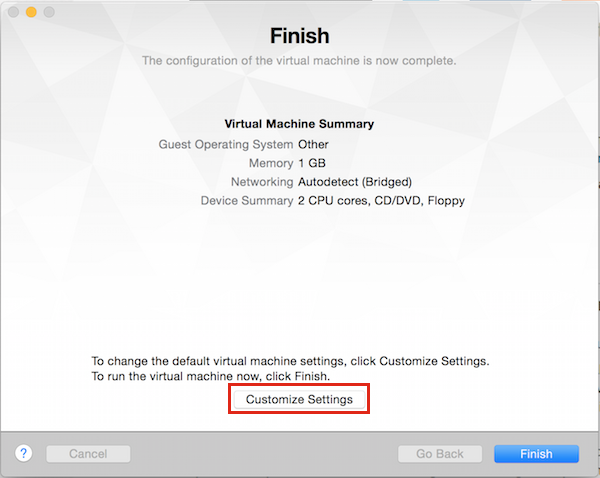 Finish
The configuration of the virtual machine is now complete.
Virtual Machine Summary
Guest Operating System Other
Memory 1 GB
Networking Autodetect (Bridged)
Device Summary 2 CPU cores, CD/DVD, Floppy
To change the default virtual machine settings, click Customize Settings.
To run the virtual machine now, click Finish.
Customize Settings
? Cancel Go Back Finish